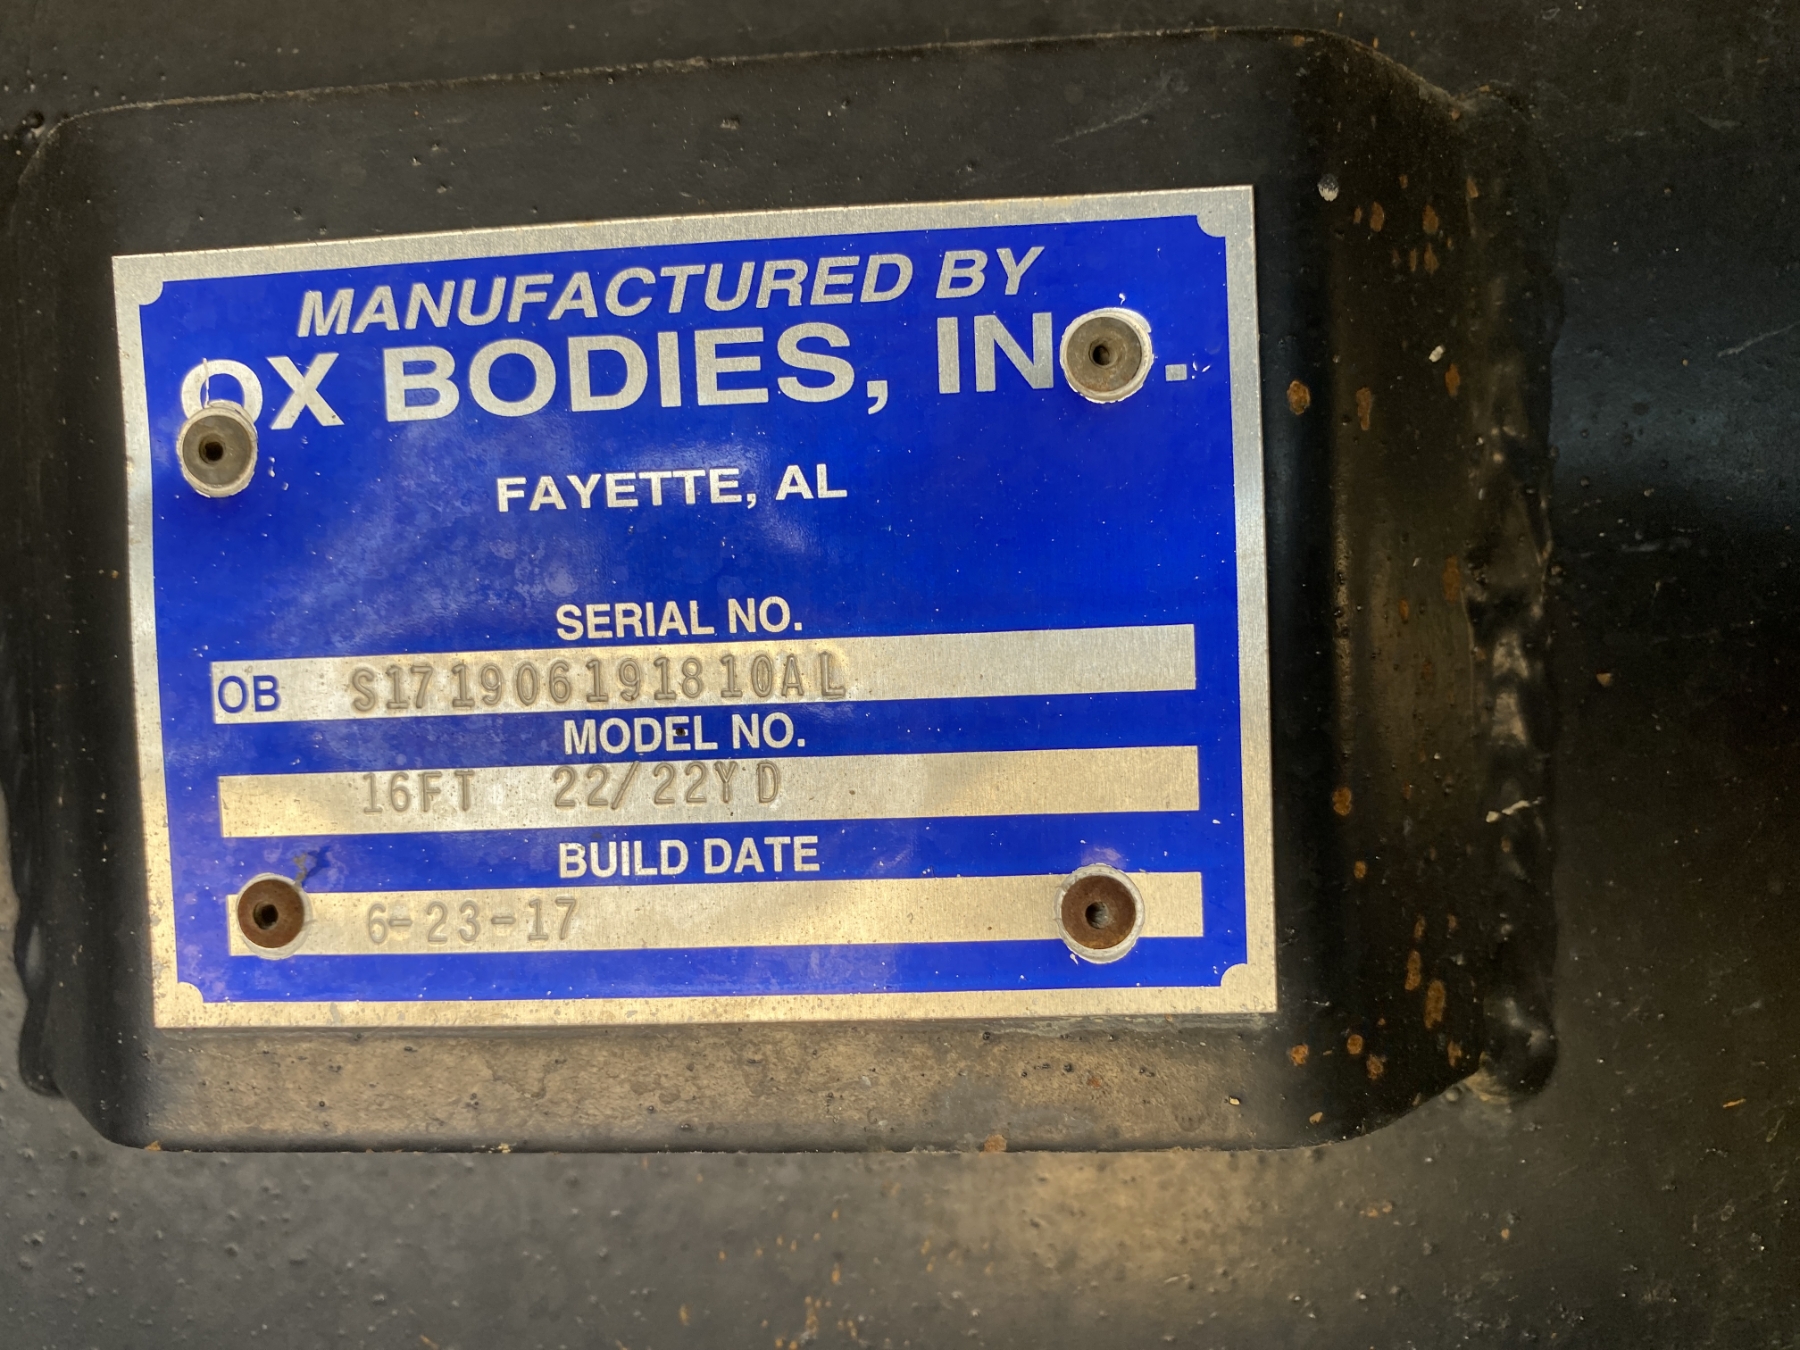 MANUFACTURED BY
OX BODIES, INC.
FAYETTE, AL
SERIAL NO.
OB S171906191810AL
MODEL NO.
16FT 22/22YD
BUILD DATE
6-23-17